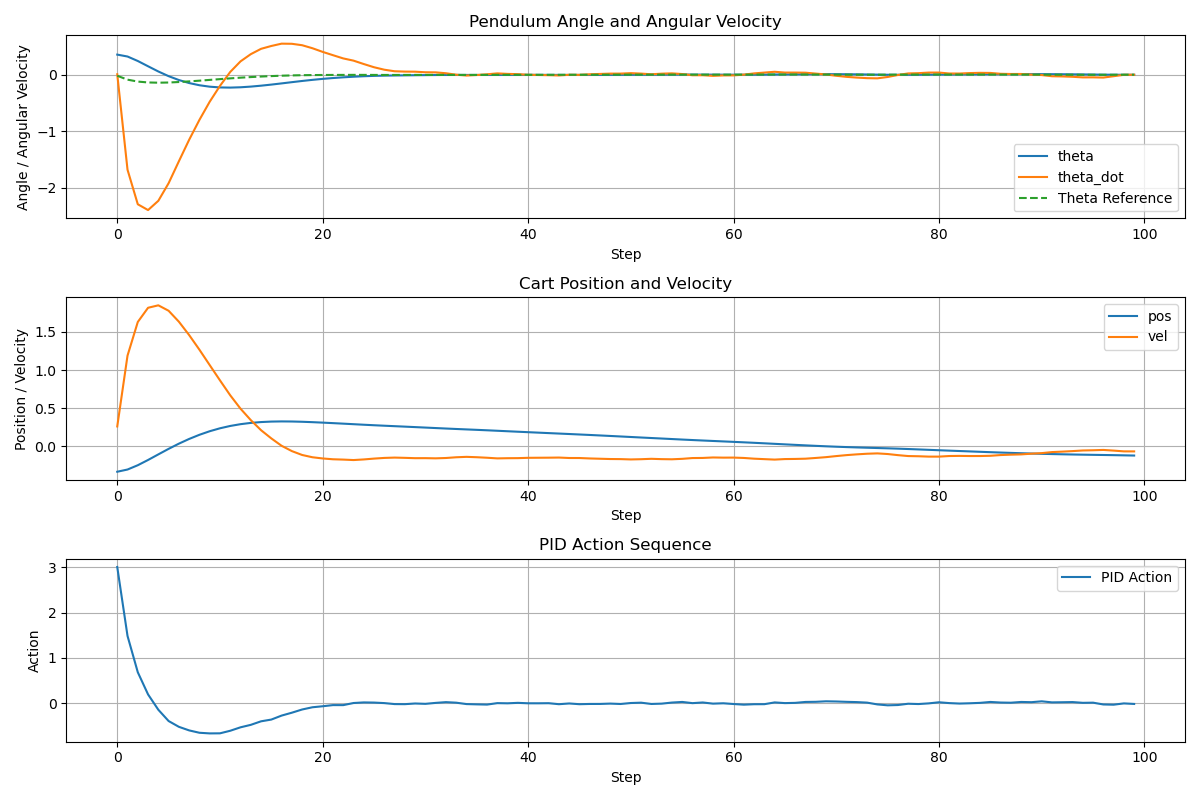 Pendulum Angle and Angular Velocity
Angle / Angular Velocity
0
−1
−2
theta
theta_dot
Theta Reference
0 20 40 60 80 100
Step
Cart Position and Velocity
Position / Velocity
1.5
1.0
0.5
0.0
pos
vel
0 20 40 60 80 100
Step
PID Action Sequence
Action
3
2
1
0
PID Action
0 20 40 60 80 100
Step